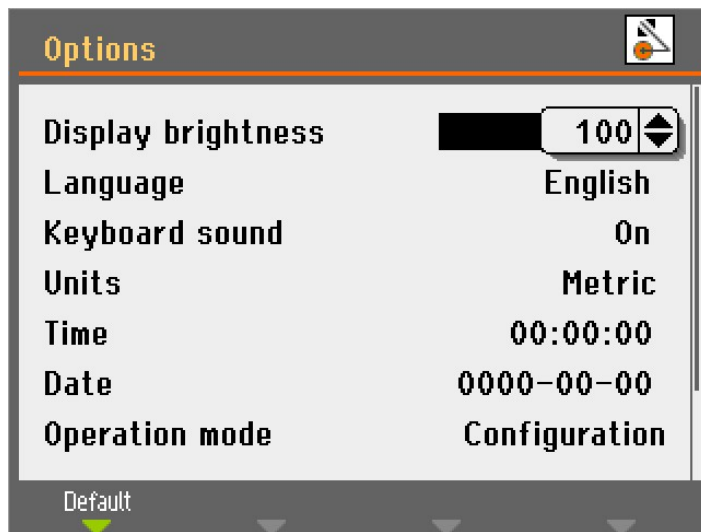 Options
Display brightness 100
Language English
Keyboard sound On
Units Metric
Time 00:00:00
Date 0000-00-00
Operation mode Configuration
Default